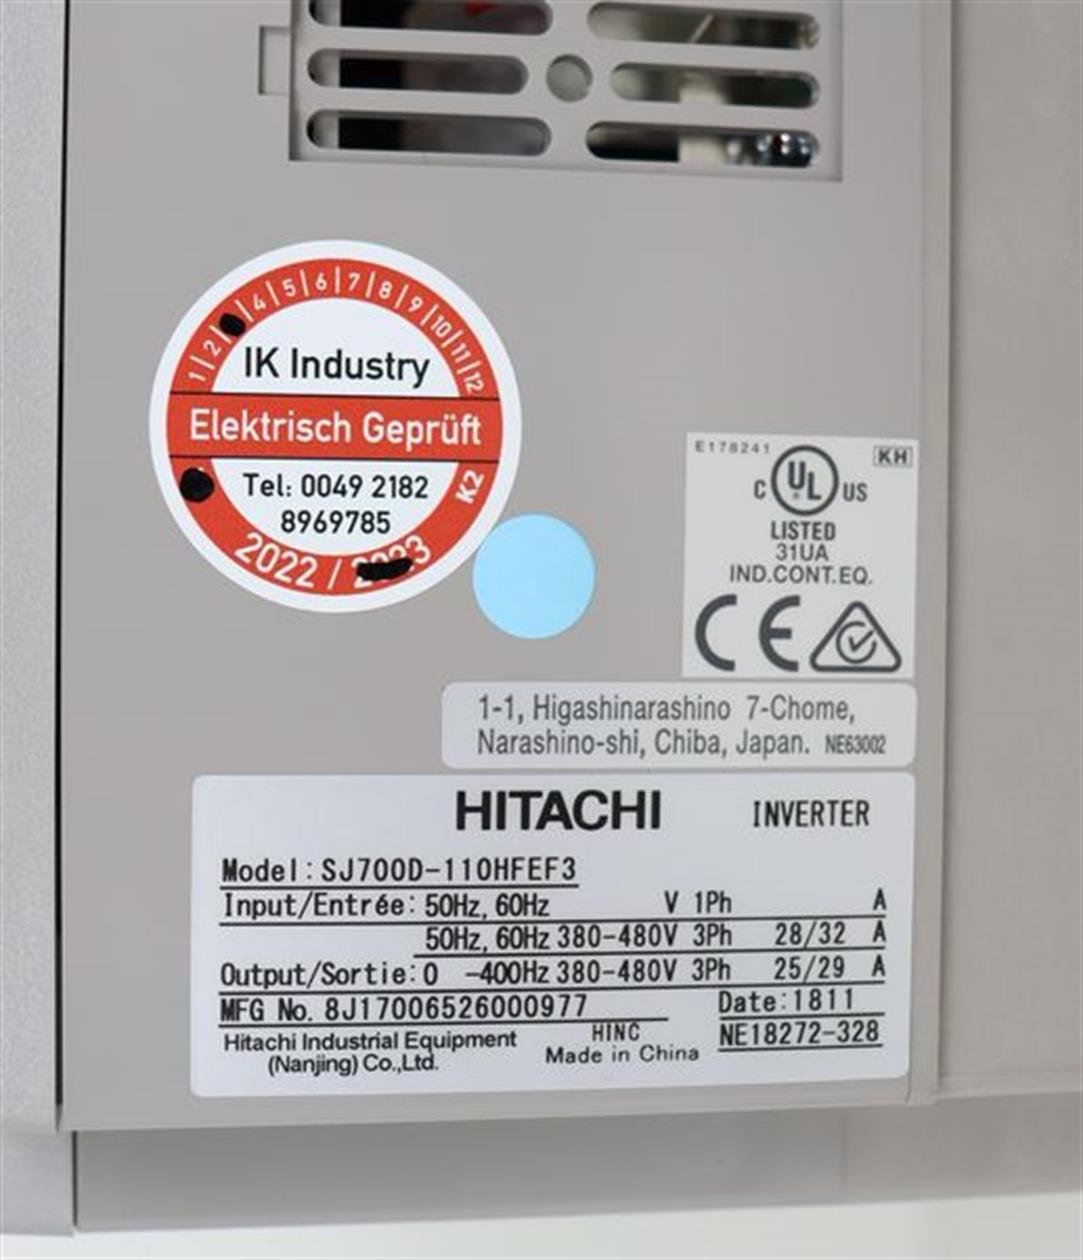 1 | 2 | 4 | 5 | 6 | 7 | 8 | 9 | 10 | 11 | 12
IK Industry
Elektrisch Geprüft
Tel: 0049 2182
8969785
K2
2022 /
E178241
KH
C UL US
®
LISTED
31UA
IND.CONT.EQ.
CE
1-1, Higashinarashino 7-Chome,
Narashino-shi, Chiba, Japan. NE63002
HITACHI INVERTER
Model: SJ700D-110HFEF3
Input/Entrée: 50Hz, 60Hz V 1Ph A
50Hz, 60Hz 380-480V 3Ph 28/32 A
Output/Sortie: 0 -400Hz 380-480V 3Ph 25/29 A
MFG No. 8J17006526000977 Date: 1811
Hitachi Industrial Equipment HINC NE18272-328
(Nanjing) Co.,Ltd. Made in China